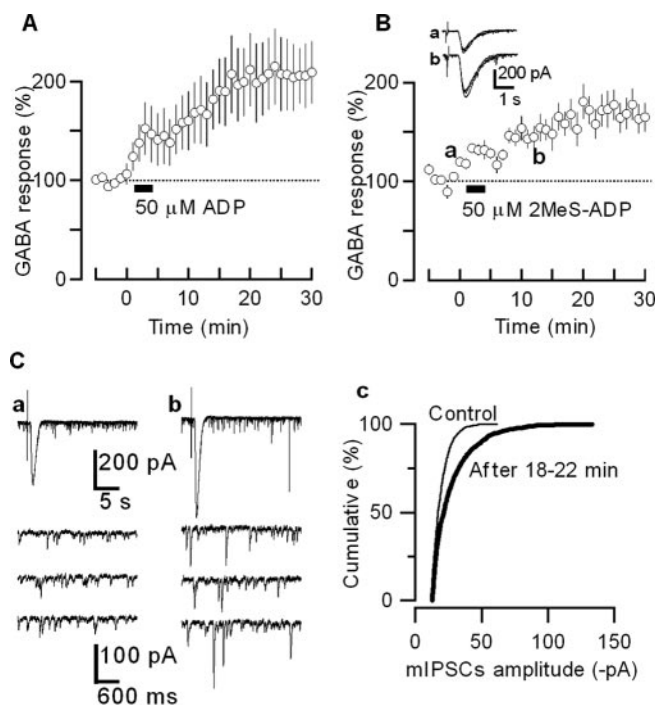 A
GABA response (%)
200
100
0
50 μM ADP
0 10 20 30
Time (min)
B
a
b
200 pA
1 s
GABA response (%)
200
100
0
a
b
50 μM 2MeS-ADP
0 10 20 30
Time (min)
C
a
200 pA
5 s
100 pA
600 ms
b
c
Cumulative (%)
100
50
0
Control
After 18-22 min
0 50 100 150
mIPSCs amplitude (-pA)